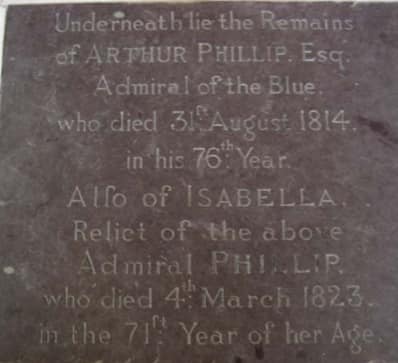 Underneath lie the Remains
of ARTHUR PHILLIP. Esq.
Admiral of the Blue.
who died 31ſt August 1814.
in his 76th Year.
Alſo of ISABELLA.
Relict of the above
Admiral PHILLIP.
who died 4th March 1823.
in the 71ſt Year of her Age.